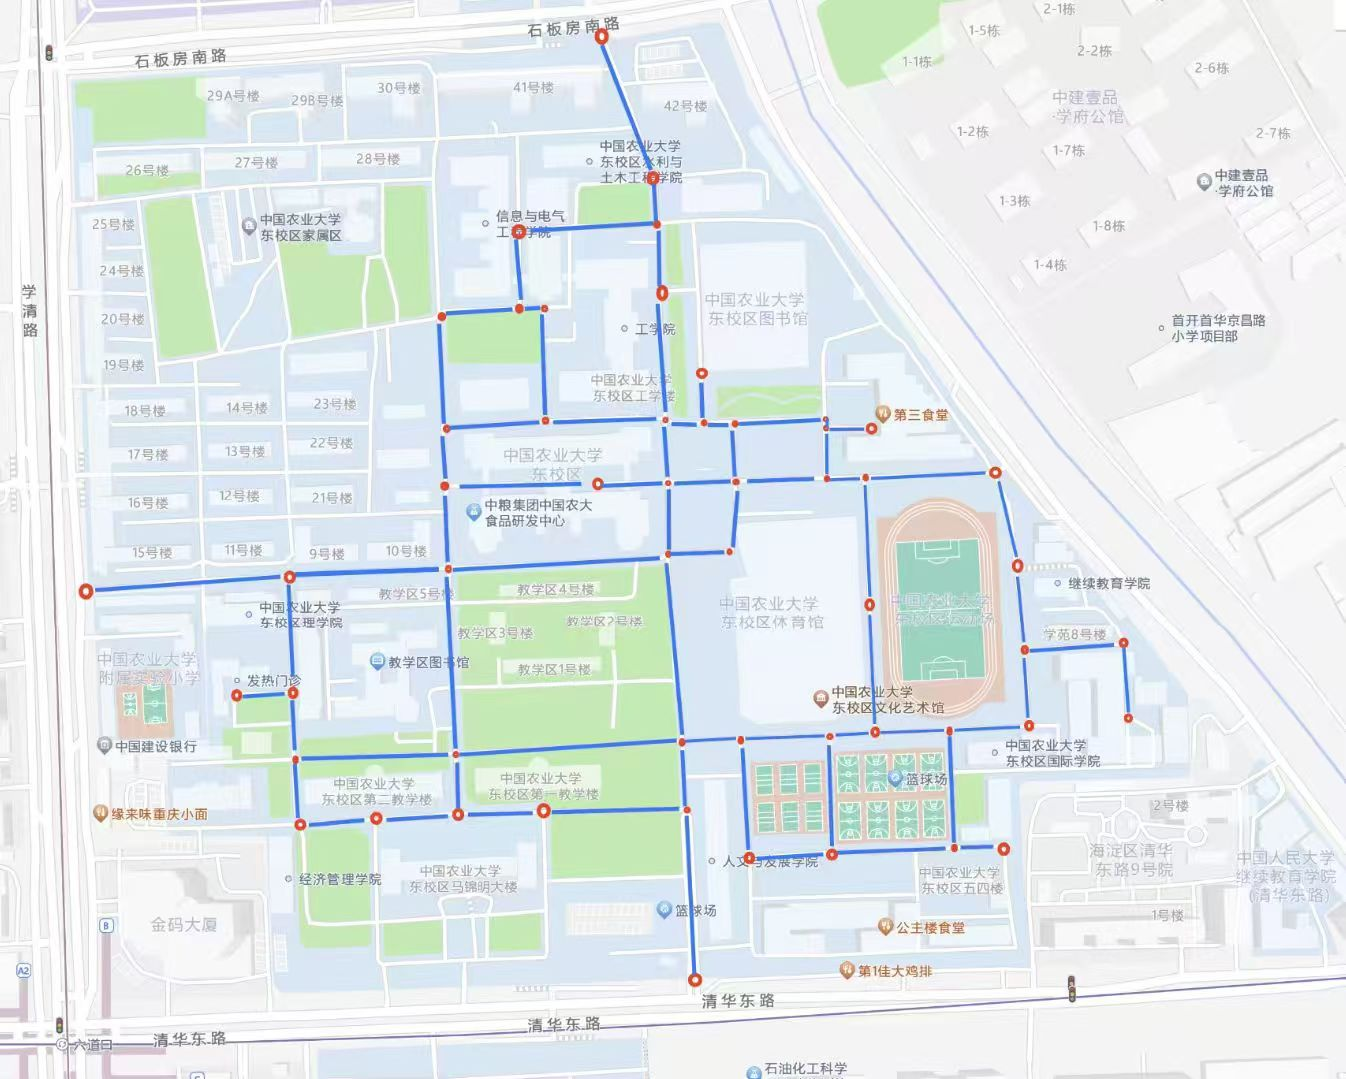 石板房南路
石板房南路
2-1栋
1-5栋
2-2栋
1-1栋
2-6栋
29A号楼
29B号楼
30号楼
41号楼
42号楼
中建壹品
·学府公馆
1-2栋
2-7栋
1-7栋
26号楼
27号楼
28号楼
中国农业大学
东校区水利与
土木工程学院
中建壹品
·学府公馆
1-3栋
1-8栋
1-4栋
25号楼
中国农业大学
东校区家属区
信息与电气
工程学院
24号楼
学清路
20号楼
19号楼
中国农业大学
东校区图书馆
工学院
首开首华京昌路
小学项目部
中国农业大学
东校区工学楼
18号楼
14号楼
23号楼
第三食堂
17号楼
13号楼
22号楼
中国农业大学
东校区
16号楼
12号楼
21号楼
中粮集团中国农大
食品研发中心
15号楼
11号楼
9号楼
10号楼
教学区5号楼
教学区4号楼
继续教育学院
中国农业大学
东校区理学院
教学区3号楼
教学区2号楼
中国农业大学
东校区体育馆
中国农业大学
东校区运动场
学苑8号楼
中国农业大学
附属实验小学
发热门诊
教学区图书馆
教学区1号楼
中国农业大学
东校区文化艺术馆
中国建设银行
中国农业大学
东校区国际学院
中国农业大学
东校区第二教学楼
中国农业大学
东校区第一教学楼
篮球场
缘来味重庆小面
2号楼
海淀区清华
东路9号院
中国人民大学
继续教育学院
(清华东路)
经济管理学院
中国农业大学
东校区马锦明大楼
人文与发展学院
中国农业大学
东校区五四楼
金码大厦
B
篮球场
公主楼食堂
1号楼
A2
第1佳大鸡排
清华东路
清华东路
清华东路
六道口
石油化工科学